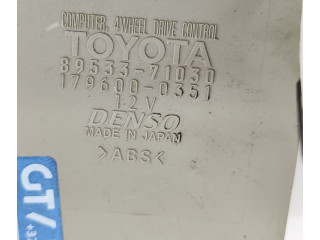 COMPUTER 4WHEEL DRIVE CONTROL
TOYOTA
89533-71030
179600-0351
12V
DENSO
MADE IN JAPAN
>ABS<
GT/